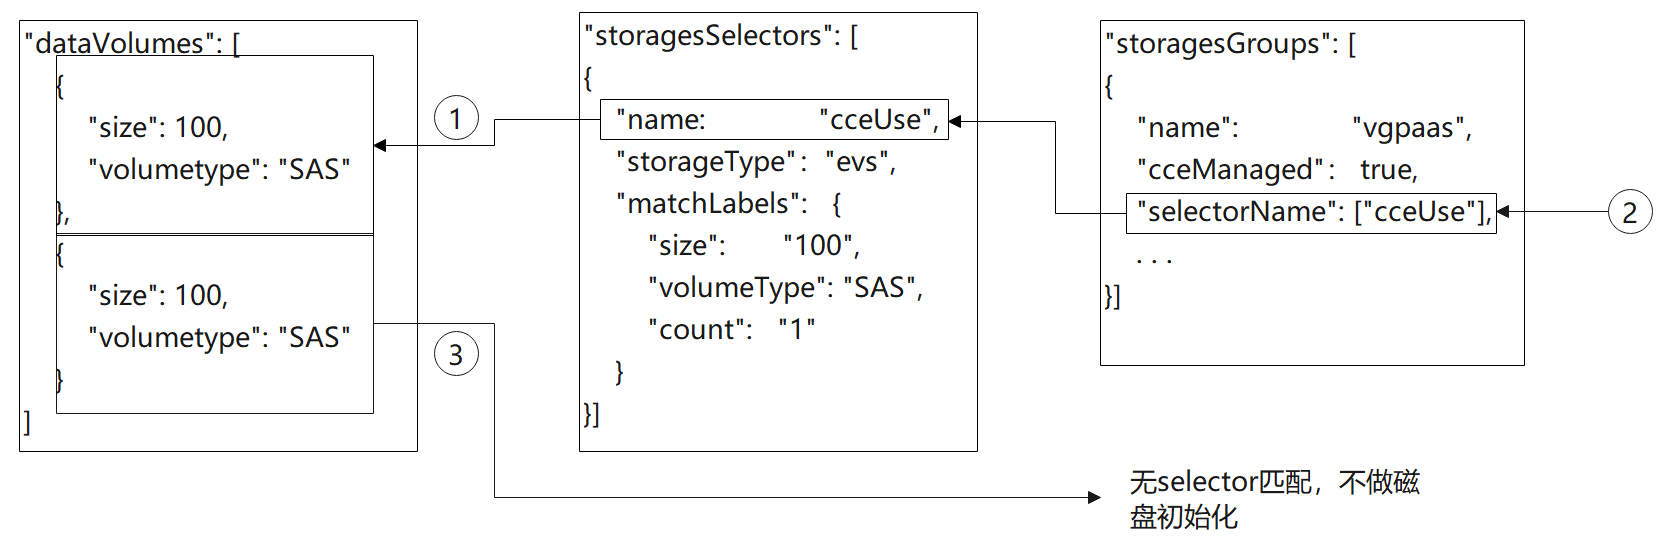 "dataVolumes": [
{
"size": 100,
"volumetype": "SAS"
},
{
"size": 100,
"volumetype": "SAS"
}
]
1
3
"storagesSelectors": [
{
"name: "cceUse",
"storageType": "evs",
"matchLabels": {
"size": "100",
"volumeType": "SAS",
"count": "1"
}
}]
"storagesGroups": [
{
"name": "vgpaas",
"cceManaged": true,
"selectorName": ["cceUse"],
...
}]
2
无selector匹配，不做磁
盘初始化